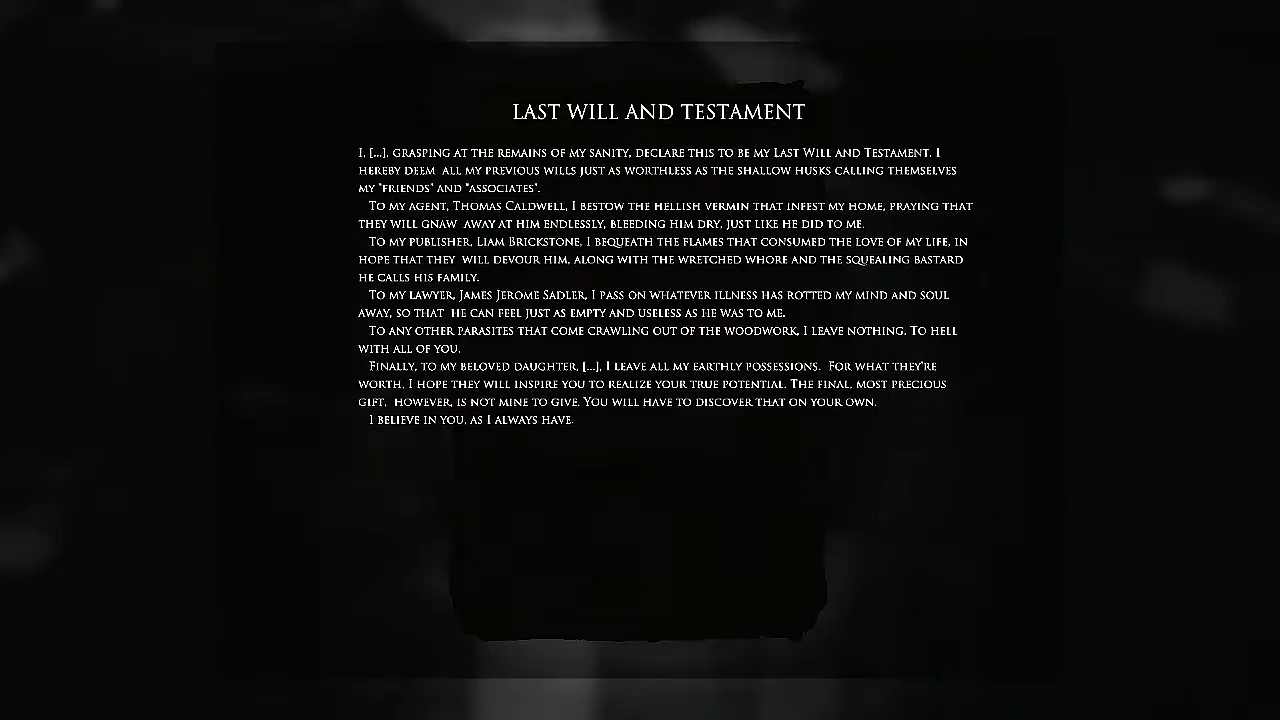 LAST WILL AND TESTAMENT
I, [...], GRASPING AT THE REMAINS OF MY SANITY, DECLARE THIS TO BE MY LAST WILL AND TESTAMENT. I
HEREBY DEEM  ALL MY PREVIOUS WILLS JUST AS WORTHLESS AS THE SHALLOW HUSKS CALLING THEMSELVES
MY "FRIENDS" AND "ASSOCIATES".
TO MY AGENT, THOMAS CALDWELL, I BESTOW THE HELLISH VERMIN THAT INFEST MY HOME, PRAYING THAT
THEY WILL GNAW  AWAY AT HIM ENDLESSLY, BLEEDING HIM DRY, JUST LIKE HE DID TO ME.
TO MY PUBLISHER, LIAM BRICKSTONE, I BEQUEATH THE FLAMES THAT CONSUMED THE LOVE OF MY LIFE, IN
HOPE THAT THEY  WILL DEVOUR HIM, ALONG WITH THE WRETCHED WHORE AND THE SQUEALING BASTARD
HE CALLS HIS FAMILY.
TO MY LAWYER, JAMES JEROME SADLER, I PASS ON WHATEVER ILLNESS HAS ROTTED MY MIND AND SOUL
AWAY, SO THAT  HE CAN FEEL JUST AS EMPTY AND USELESS AS HE WAS TO ME.
TO ANY OTHER PARASITES THAT COME CRAWLING OUT OF THE WOODWORK, I LEAVE NOTHING. TO HELL
WITH ALL OF YOU.
FINALLY, TO MY BELOVED DAUGHTER, [...], I LEAVE ALL MY EARTHLY POSSESSIONS.  FOR WHAT THEY'RE
WORTH, I HOPE THEY WILL INSPIRE YOU TO REALIZE YOUR TRUE POTENTIAL. THE FINAL, MOST PRECIOUS
GIFT,  HOWEVER, IS NOT MINE TO GIVE. YOU WILL HAVE TO DISCOVER THAT ON YOUR OWN.
I BELIEVE IN YOU, AS I ALWAYS HAVE.